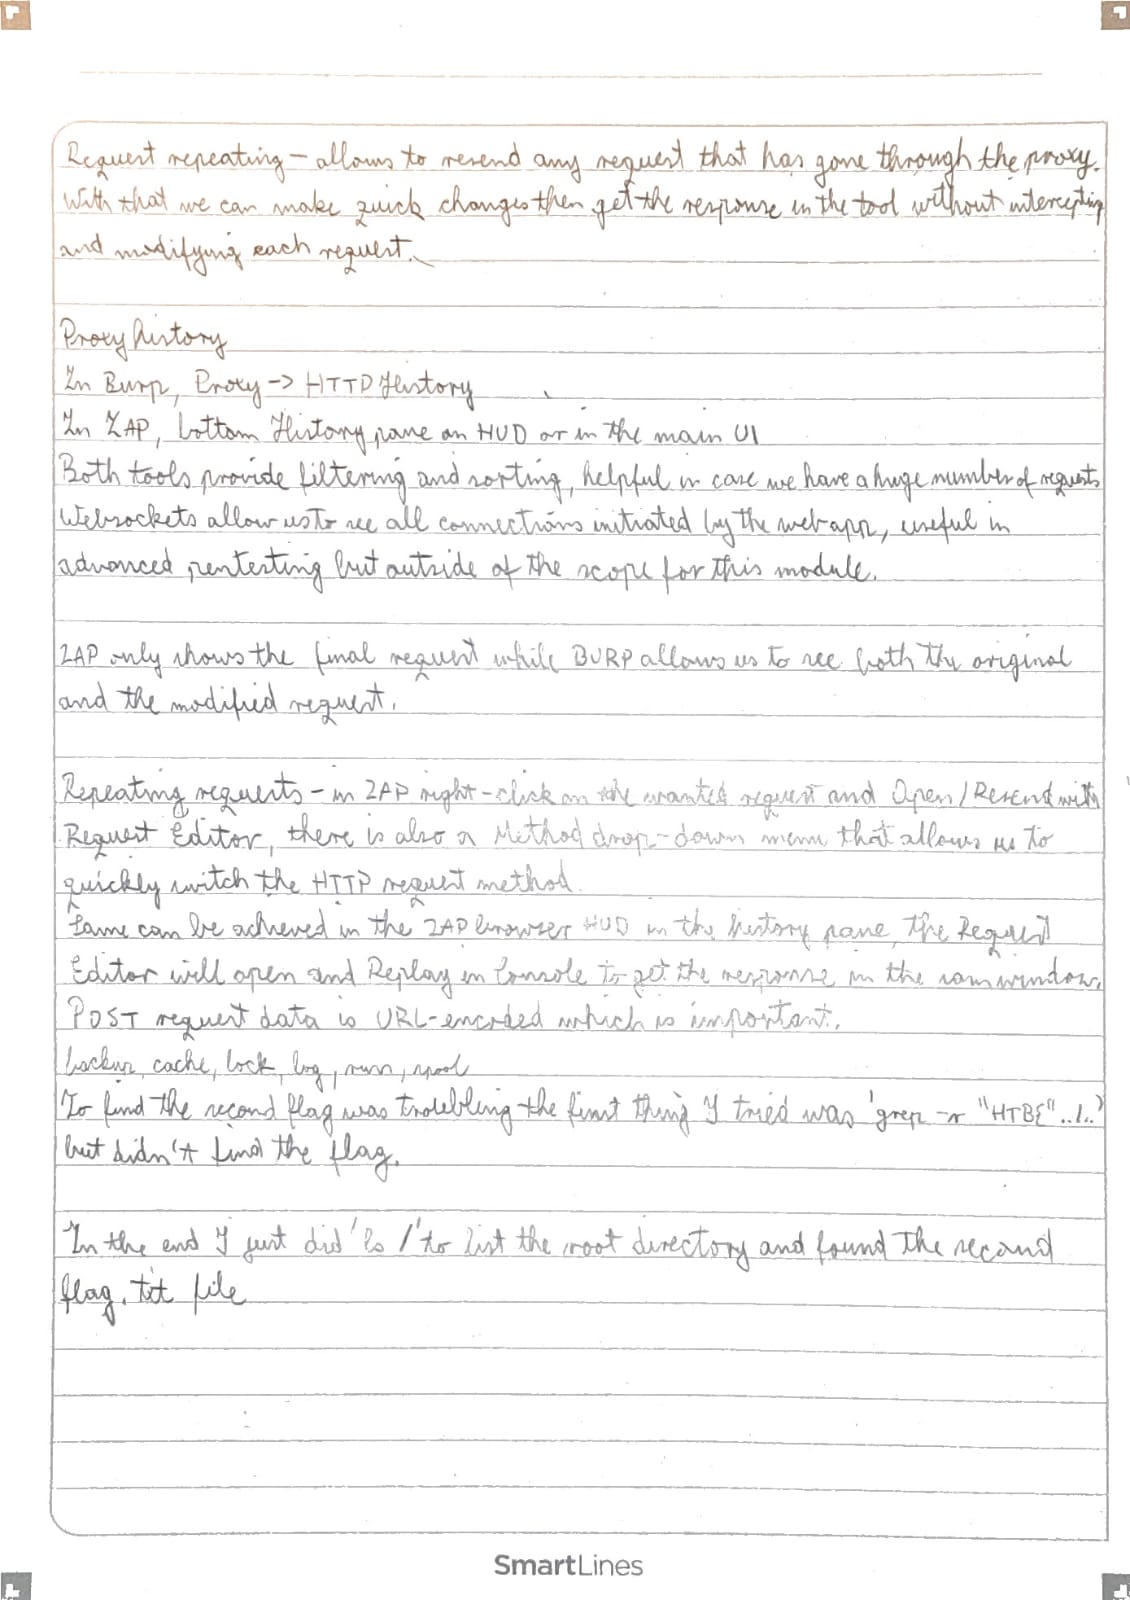 Request repeating – allows to resend any request that has gone through the proxy.
With that we can make quick changes then get the response in the tool without intercepting
and modifying each request.
Proxy history
In Burp, Proxy -> HTTP History
In ZAP, bottom History pane on HUD or in the main UI
Both tools provide filtering and sorting, helpful in case we have a huge number of requests
Websockets allow us to see all connections initiated by the web app, useful in
advanced pentesting but outside of the scope for this module.
ZAP only shows the final request while BURP allows us to see both the original
and the modified request.
Repeating requests – in ZAP right-click on the wanted request and Open/Resend with
Request Editor, there is also a Method drop-down menu that allows us to
quickly switch the HTTP request method.
Same can be achieved in the ZAP browser HUD in the history pane, the Request
Editor will open and Replay in Console to get the response in the same window.
POST request data is URL-encoded which is important.
backup, cache, lock, log, run, spool
To find the second flag was troubling the first thing I tried was 'grep -r "HTB{" ../..'
but didn't find the flag.
In the end I just did 'ls /' to list the root directory and found the second
flag.txt file
SmartLines